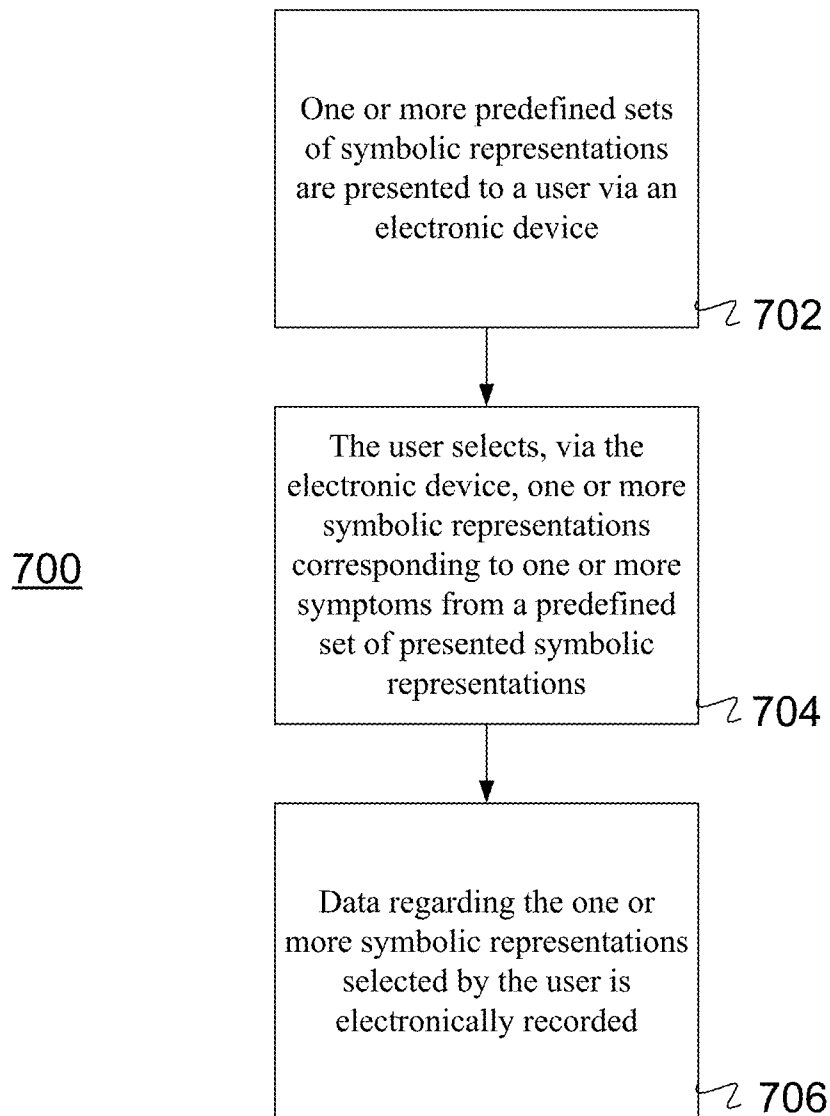 One or more predefined sets
of symbolic representations
are presented to a user via an
electronic device
702
The user selects, via the
electronic device, one or more
symbolic representations
corresponding to one or more
symptoms from a predefined
set of presented symbolic
representations
700
704
Data regarding the one or
more symbolic representations
selected by the user is
electronically recorded
706